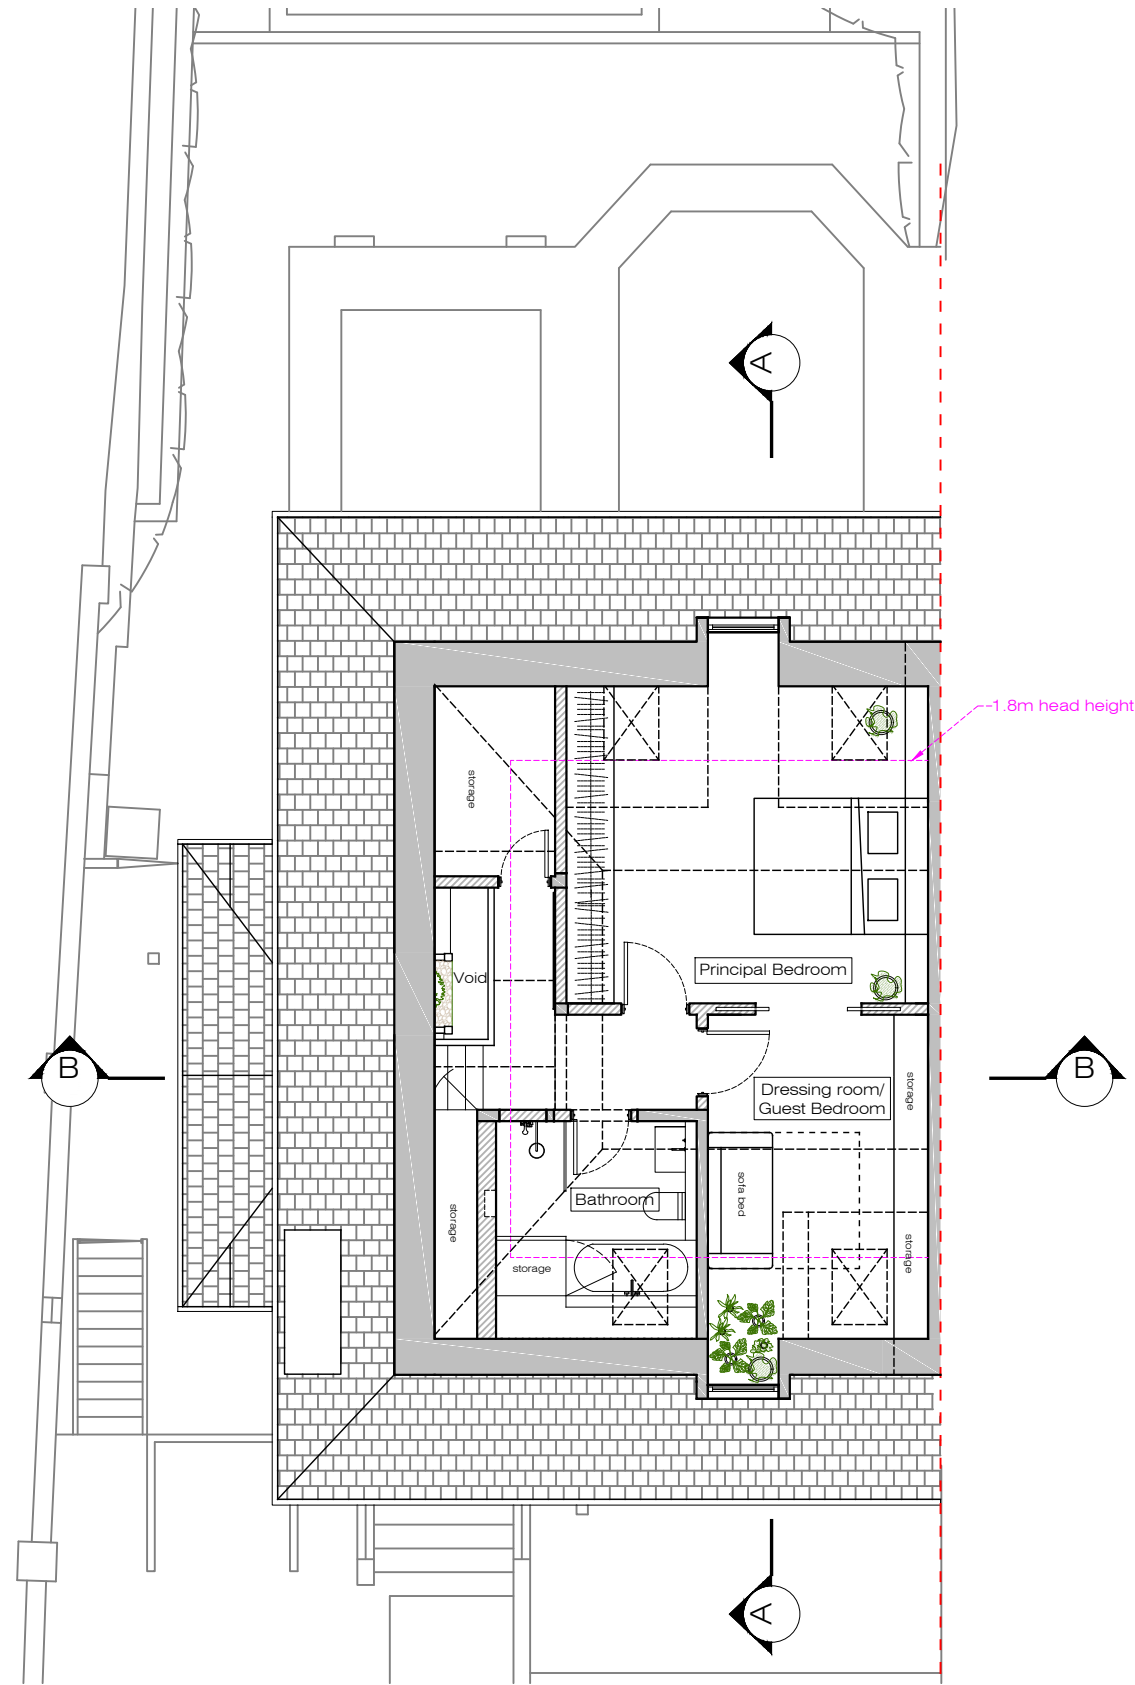 A
1.8m head height
storage
Principal Bedroom
Void
B
B
Dressing room/
Guest Bedroom
storage
sofa bed
Bathroom
storage
storage
storage
A